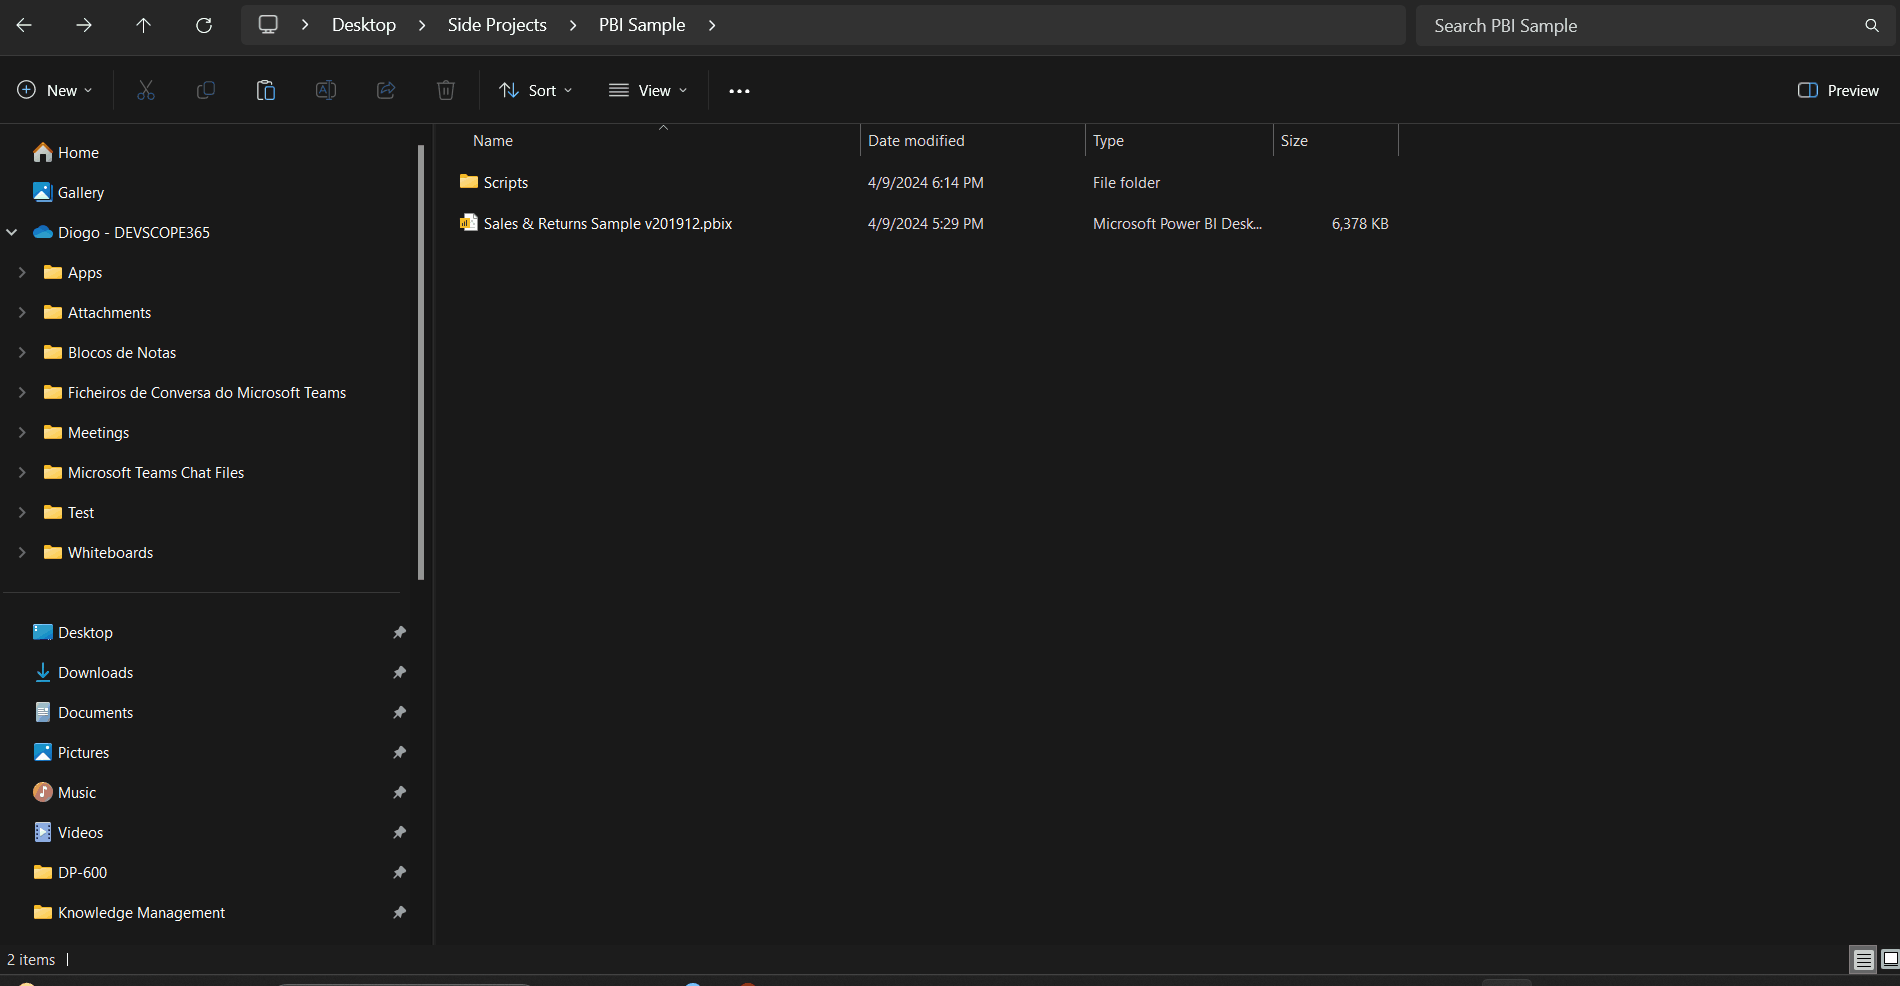 Desktop Side Projects PBI Sample
Search PBI Sample
New Sort View Preview
Name Date modified Type Size
Scripts 4/9/2024 6:14 PM File folder
Sales & Returns Sample v201912.pbix 4/9/2024 5:29 PM Microsoft Power BI Desk... 6,378 KB
Home
Gallery
Diogo - DEVSCOPE365
Apps
Attachments
Blocos de Notas
Ficheiros de Conversa do Microsoft Teams
Meetings
Microsoft Teams Chat Files
Test
Whiteboards
Desktop
Downloads
Documents
Pictures
Music
Videos
DP-600
Knowledge Management
2 items